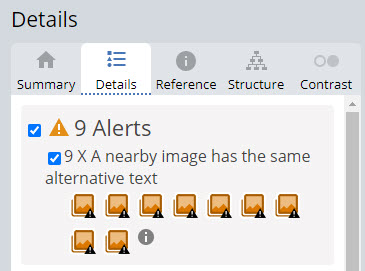 Details
Summary Details Reference Structure Contrast
9 Alerts
9 X A nearby image has the same
alternative text